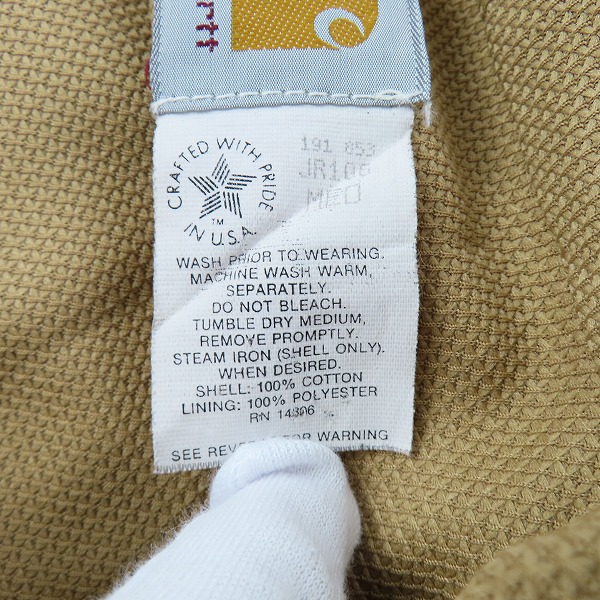 rtt
CRAFTED WITH PRIDE
IN U.S.A.
TM
191 853
JR106
MED
WASH PRIOR TO WEARING.
MACHINE WASH WARM,
SEPARATELY.
DO NOT BLEACH.
TUMBLE DRY MEDIUM,
REMOVE PROMPTLY.
STEAM IRON (SHELL ONLY).
WHEN DESIRED.
SHELL: 100% COTTON
LINING: 100% POLYESTER
RN 14806
SEE WARNING